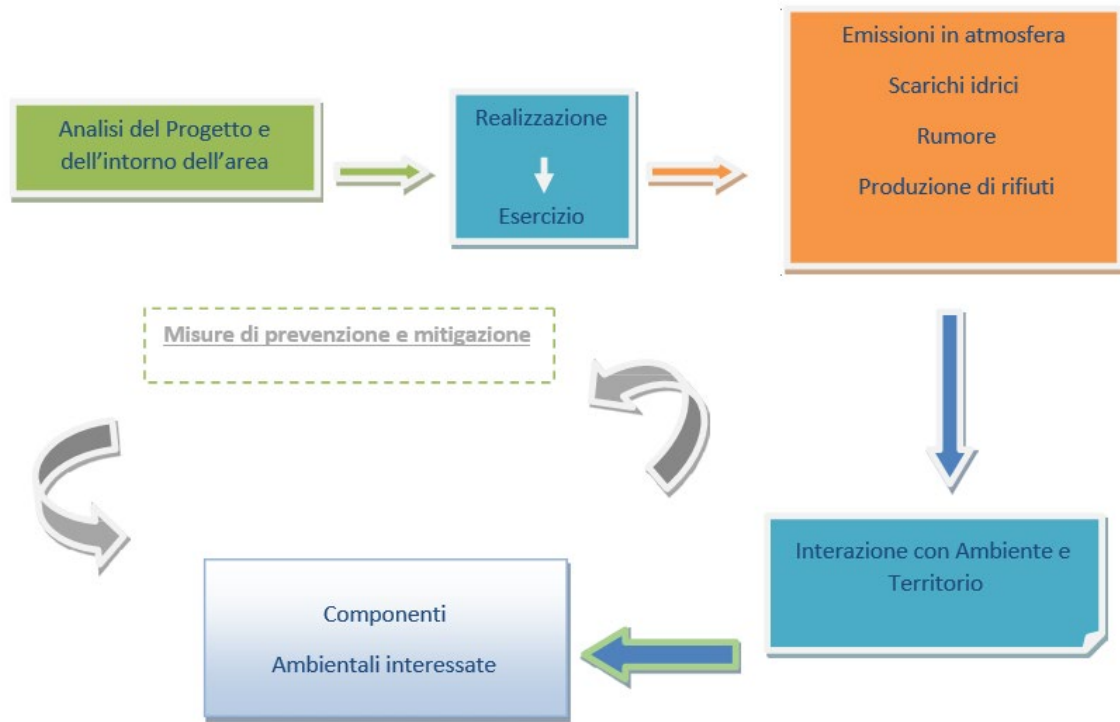 Analisi del Progetto e
dell'intorno dell'area
Realizzazione
Esercizio
Emissioni in atmosfera
Scarichi idrici
Rumore
Produzione di rifiuti
Interazione con Ambiente e
Territorio
Componenti
Ambientali interessate
Misure di prevenzione e mitigazione